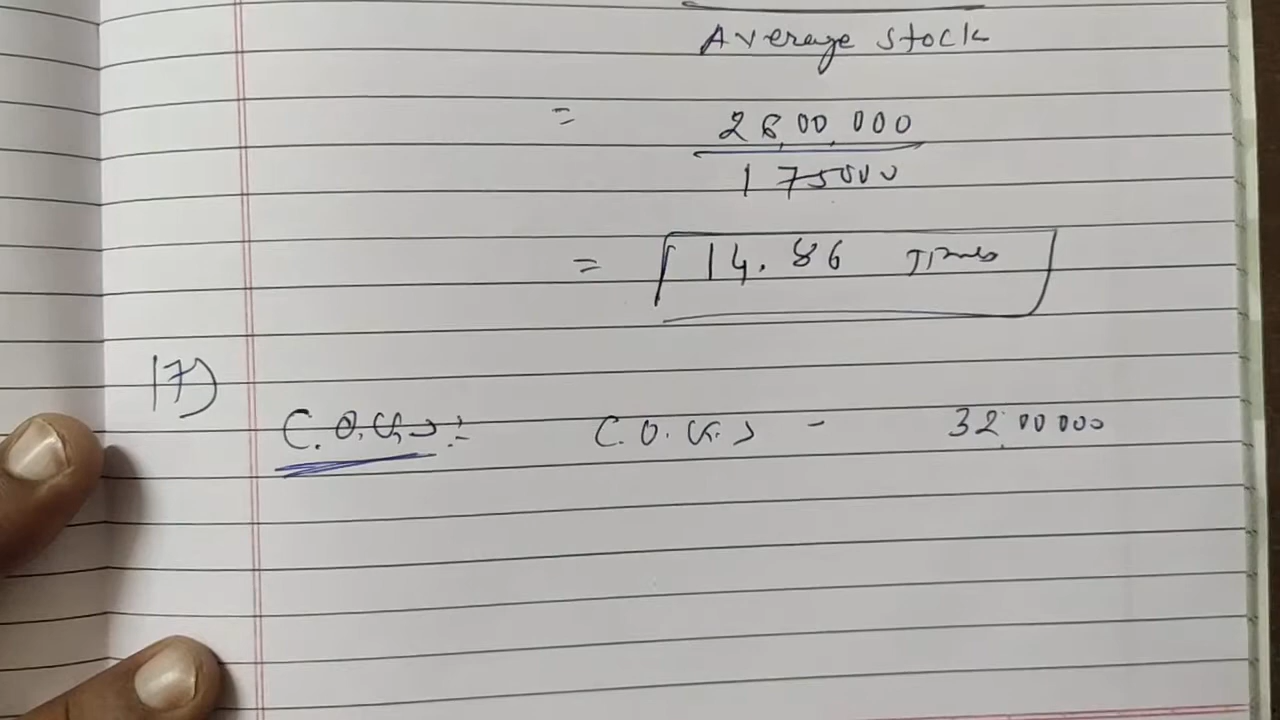 Average stock
= 26,00,000
175000
= 14.86 Times
17)
C.O.G.S :- C.O.G.S - 32,00000